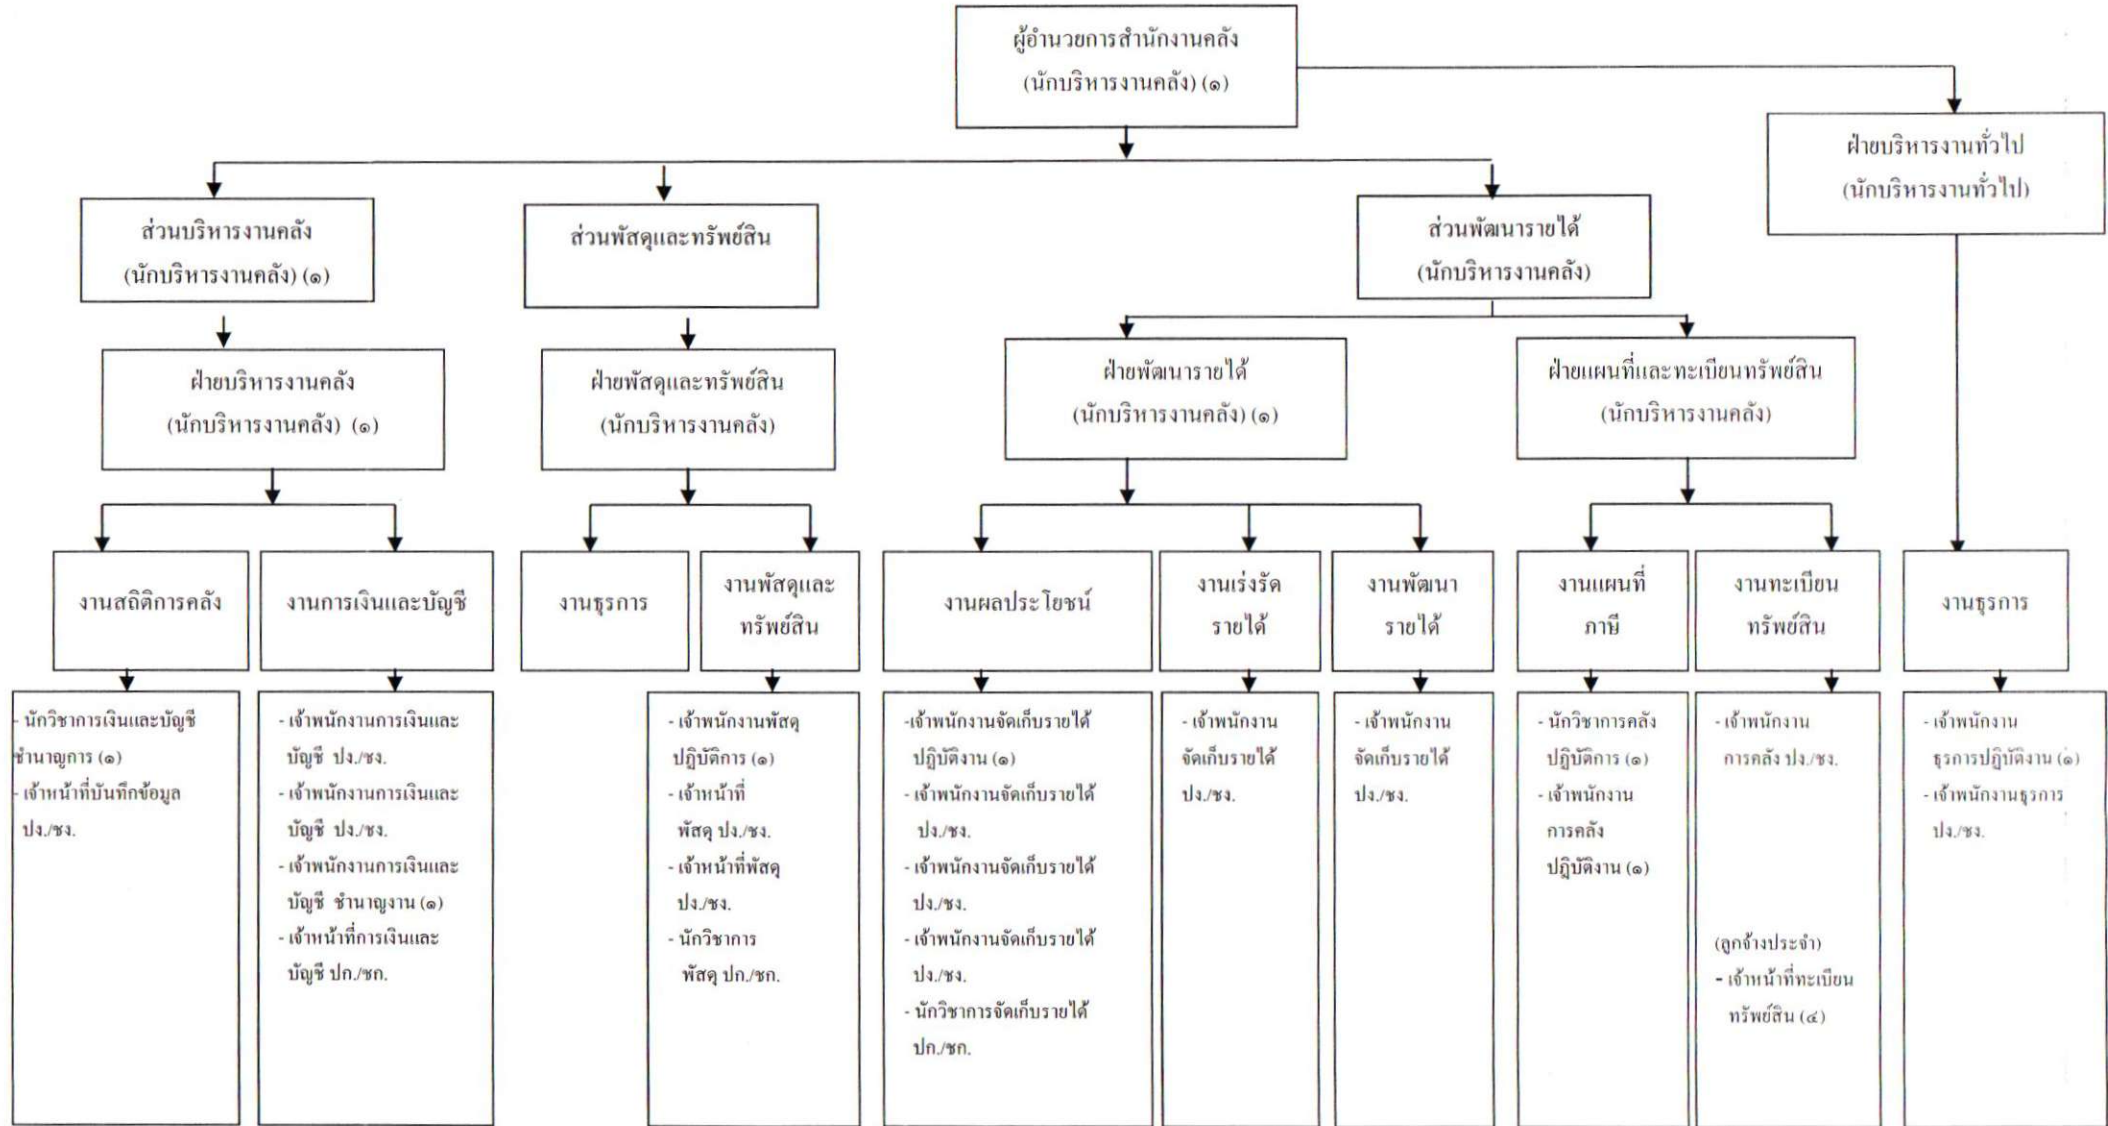 ผู้อำนวยการสำนักงานคลัง
(นักบริหารงานคลัง) (๑)
ฝ่ายบริหารงานทั่วไป
(นักบริหารงานทั่วไป)
ส่วนบริหารงานคลัง
(นักบริหารงานคลัง) (๑)
ส่วนพัสดุและทรัพย์สิน
ส่วนพัฒนารายได้
(นักบริหารงานคลัง)
ฝ่ายบริหารงานคลัง
(นักบริหารงานคลัง) (๑)
ฝ่ายพัสดุและทรัพย์สิน
(นักบริหารงานคลัง)
ฝ่ายพัฒนารายได้
(นักบริหารงานคลัง) (๑)
ฝ่ายแผนที่และทะเบียนทรัพย์สิน
(นักบริหารงานคลัง)
งานสถิติการคลัง
งานการเงินและบัญชี
งานธุรการ
งานพัสดุและ
ทรัพย์สิน
งานผลประโยชน์
งานเร่งรัด
รายได้
งานพัฒนา
รายได้
งานแผนที่
ภาษี
งานทะเบียน
ทรัพย์สิน
งานธุรการ
- นักวิชาการเงินและบัญชี
ชำนาญการ (๑)
- เจ้าหน้าที่บันทึกข้อมูล
ปง./ชง.
- เจ้าพนักงานการเงินและ
บัญชี ปง./ชง.
- เจ้าพนักงานการเงินและ
บัญชี ปง./ชง.
- เจ้าพนักงานการเงินและ
บัญชี ชำนาญงาน (๑)
- เจ้าหน้าที่การเงินและ
บัญชี ปก./ชก.
- เจ้าพนักงานพัสดุ
ปฏิบัติการ (๑)
- เจ้าหน้าที่
พัสดุ ปง./ชง.
- เจ้าหน้าที่พัสดุ
ปง./ชง.
- นักวิชาการ
พัสดุ ปก./ชก.
-เจ้าพนักงานจัดเก็บรายได้
ปฏิบัติงาน (๑)
- เจ้าพนักงานจัดเก็บรายได้
ปง./ชง.
- เจ้าพนักงานจัดเก็บรายได้
ปง./ชง.
- เจ้าพนักงานจัดเก็บรายได้
ปง./ชง.
- นักวิชาการจัดเก็บรายได้
ปก./ชก.
- เจ้าพนักงาน
จัดเก็บรายได้
ปง./ชง.
- เจ้าพนักงาน
จัดเก็บรายได้
ปง./ชง.
- นักวิชาการคลัง
ปฏิบัติการ (๑)
- เจ้าพนักงาน
การคลัง
ปฏิบัติงาน (๑)
- เจ้าพนักงาน
การคลัง ปง./ชง.
(ลูกจ้างประจำ)
- เจ้าหน้าที่ทะเบียน
ทรัพย์สิน (๔)
- เจ้าพนักงาน
ธุรการปฏิบัติงาน (๑)
- เจ้าพนักงานธุรการ
ปง./ชง.